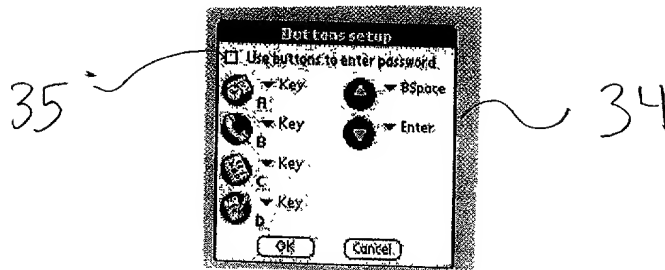 Buttons setup
Use buttons to enter password
35
34
Key
BSpace
A
Key
Enter
B
Key
C
Key
D
OK
Cancel